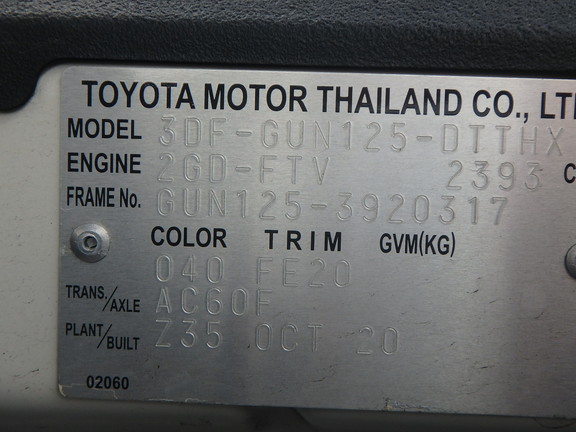 TOYOTA MOTOR THAILAND CO., LT
MODEL 3DF-GUN125-DTTHX
ENGINE 2GD-FTV 2393 C
FRAME No. GUN125-3920317
COLOR TRIM GVM(KG)
040 FE20
TRANS./AXLE AC60F
PLANT/BUILT Z35 OCT 20
02060